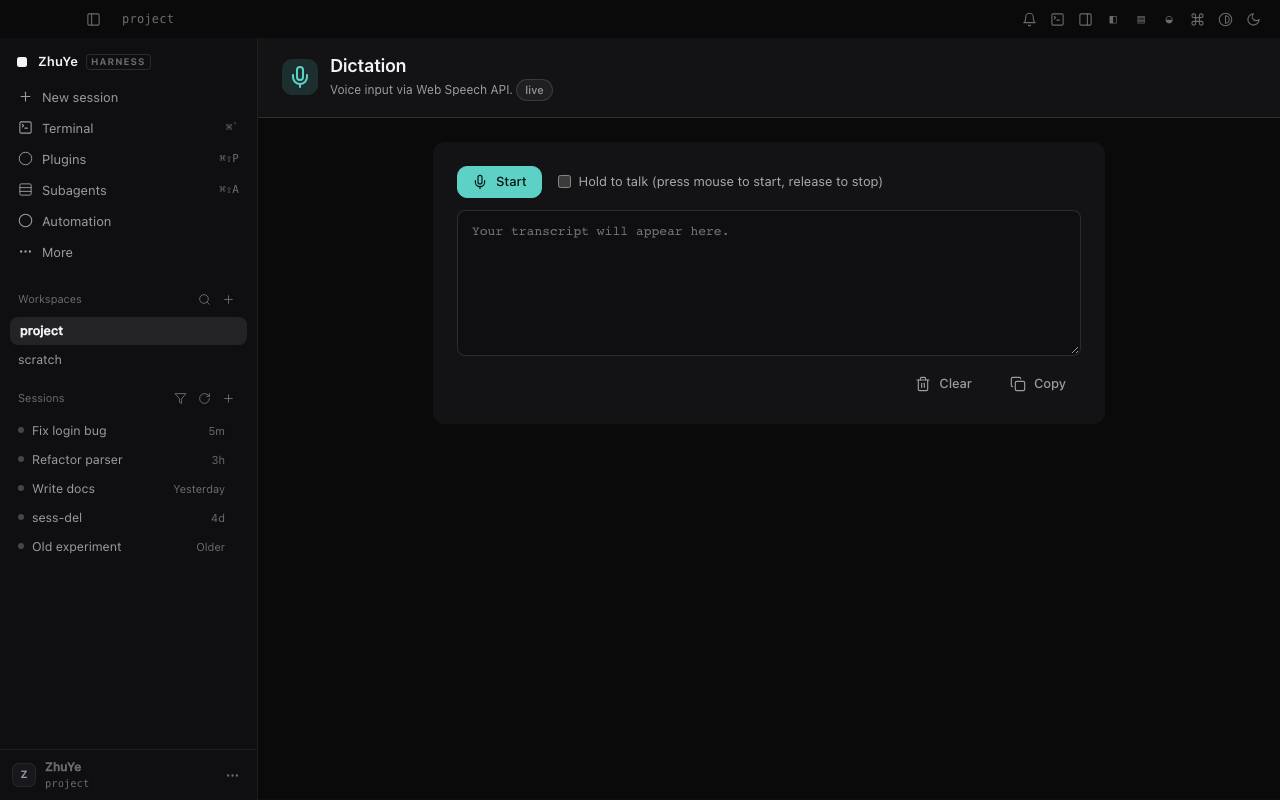 project
ZhuYe HARNESS
New session
Terminal ⌘`
Plugins ⌘⇧P
Subagents ⌘⇧A
Automation
More
Workspaces
project
scratch
Sessions
Fix login bug 5m
Refactor parser 3h
Write docs Yesterday
sess-del 4d
Old experiment Older
Z
ZhuYe
project
Dictation
Voice input via Web Speech API. live
Start
Hold to talk (press mouse to start, release to stop)
Your transcript will appear here.
Clear
Copy